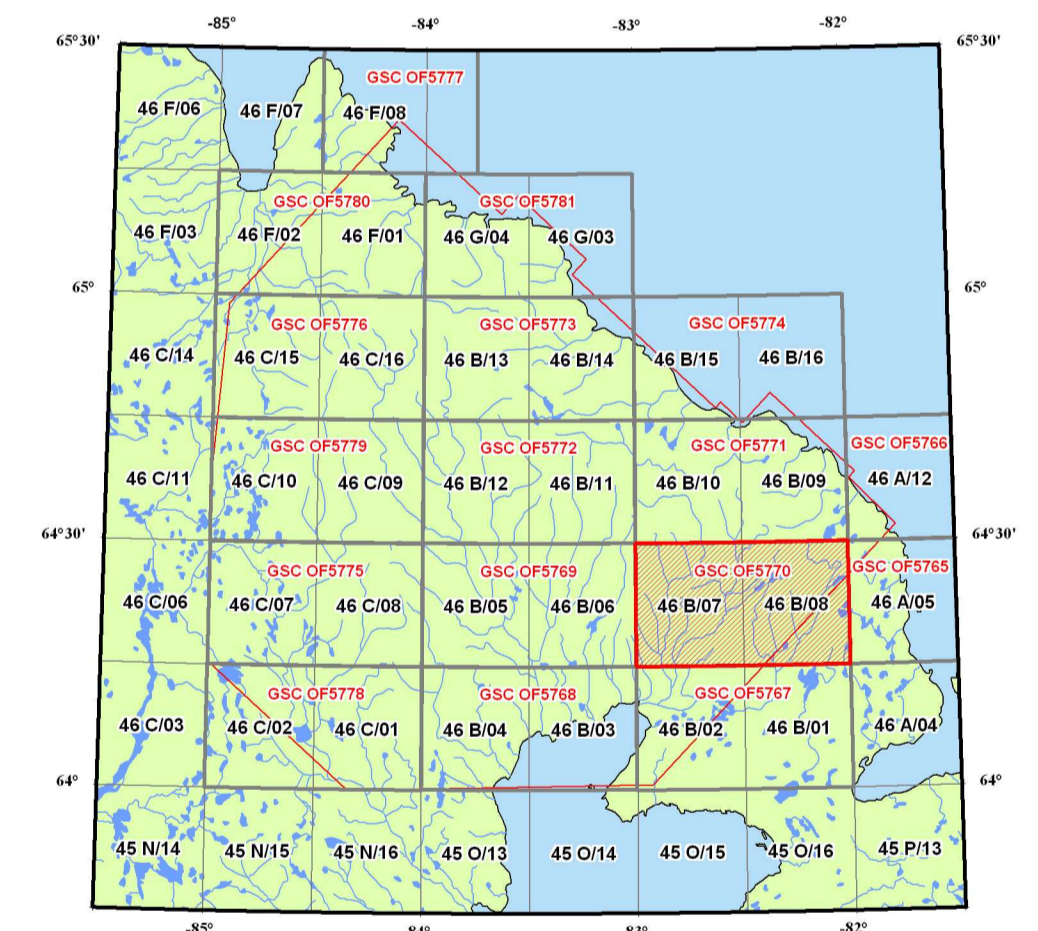 -85° -84° -83° -82°
65°30' 65°30'
GSC OF5777
46 F/06 46 F/07 46 F/08
GSC OF5780 GSC OF5781
46 F/03 46 F/02 46 F/01 46 G/04 46 G/03
65° 65°
GSC OF5776 GSC OF5773 GSC OF5774
46 C/14 46 C/15 46 C/16 46 B/13 46 B/14 46 B/15 46 B/16
GSC OF5779 GSC OF5772 GSC OF5771 GSC OF5766
46 C/11 46 C/10 46 C/09 46 B/12 46 B/11 46 B/10 46 B/09 46 A/12
64°30' 64°30'
GSC OF5775 GSC OF5769 GSC OF5770 GSC OF5765
46 C/06 46 C/07 46 C/08 46 B/05 46 B/06 46 B/07 46 B/08 46 A/05
GSC OF5778 GSC OF5768 GSC OF5767
46 C/03 46 C/02 46 C/01 46 B/04 46 B/03 46 B/02 46 B/01 46 A/04
64° 64°
45 N/14 45 N/15 45 N/16 45 O/13 45 O/14 45 O/15 45 O/16 45 P/13
-85° -84° -83° -82°